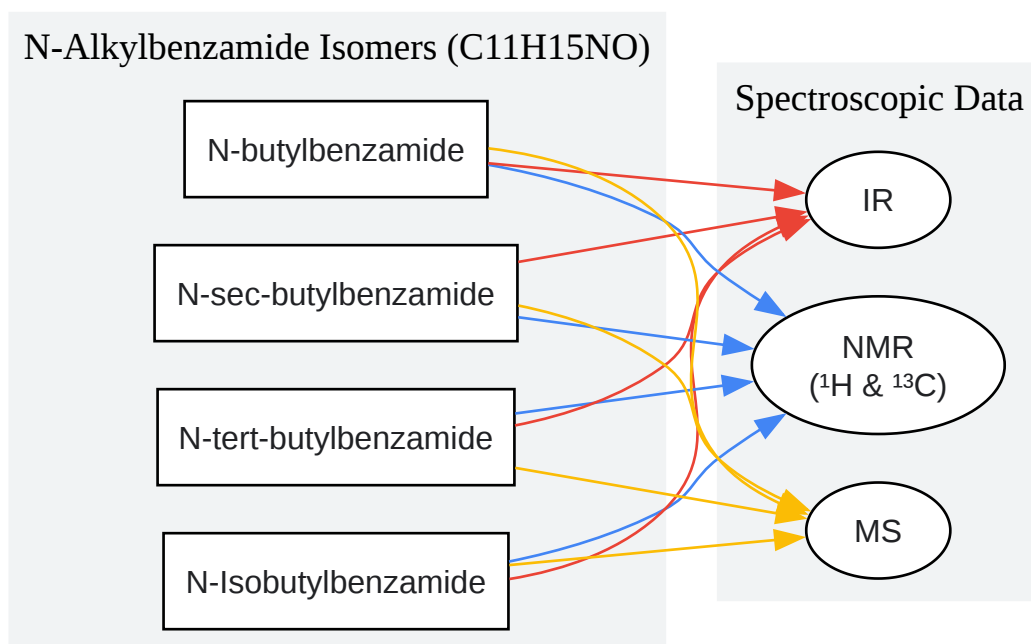 N-Alkylbenzamide Isomers (C11H15NO)
N-butylbenzamide
N-sec-butylbenzamide
N-tert-butylbenzamide
N-Isobutylbenzamide
Spectroscopic Data
IR
NMR
(¹H & ¹³C)
MS